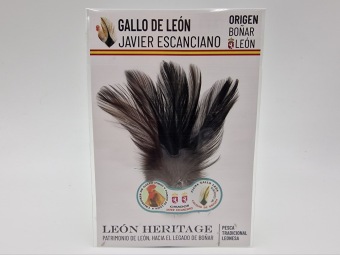 GALLO DE LEÓN
JAVIER ESCANCIANO
ORIGEN
BOÑAR
LEÓN
CRIADOR
LEÓN HERITAGE
PATRIMONIO DE LEÓN, HACIA EL LEGADO DE BOÑAR
PESCA
TRADICIONAL
LEONESA